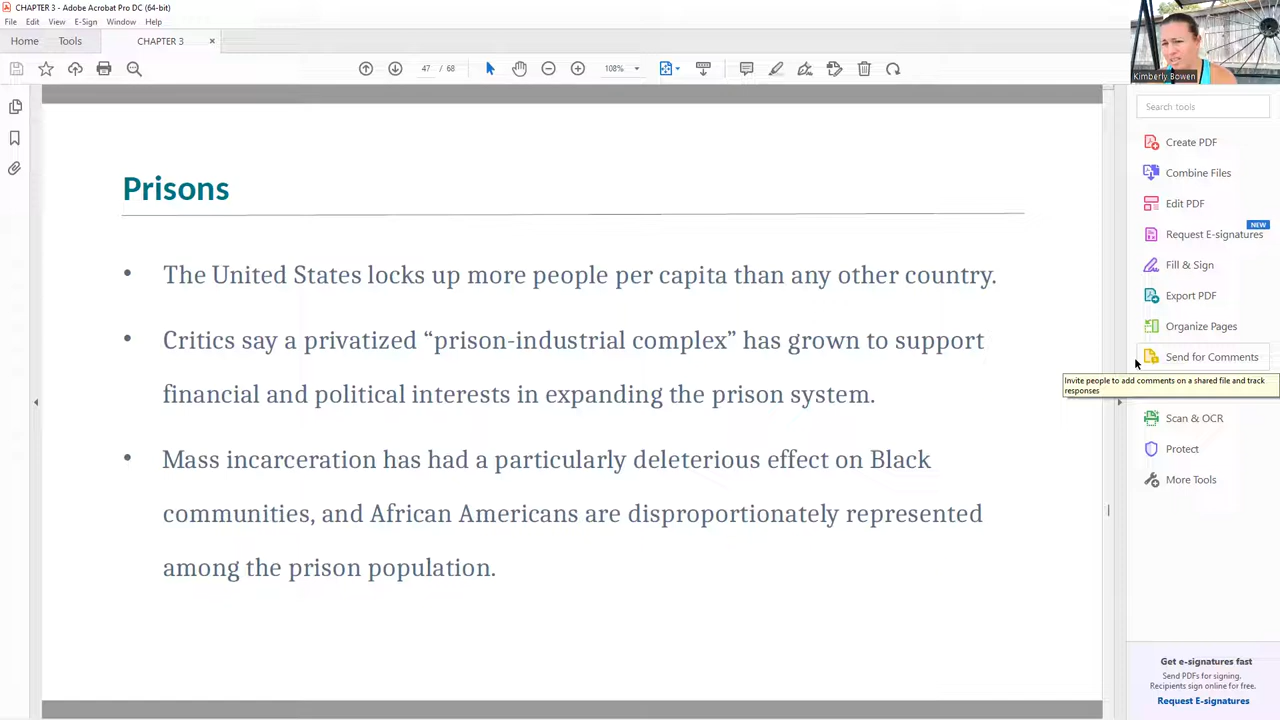 CHAPTER 3 - Adobe Acrobat Pro DC (64-bit)
File Edit View E-Sign Window Help
Home Tools CHAPTER 3 ×
47 / 68 108%
Kimberly Bowen
Search tools
Create PDF
Combine Files
Edit PDF
NEW
Request E-signatures
Fill & Sign
Export PDF
Organize Pages
Send for Comments
Invite people to add comments on a shared file and track
responses
Scan & OCR
Protect
More Tools
Get e-signatures fast
Send PDFs for signing.
Recipients sign online for free.
Request E-signatures
Prisons
• The United States locks up more people per capita than any other country.
• Critics say a privatized “prison-industrial complex” has grown to support
financial and political interests in expanding the prison system.
• Mass incarceration has had a particularly deleterious effect on Black
communities, and African Americans are disproportionately represented
among the prison population.